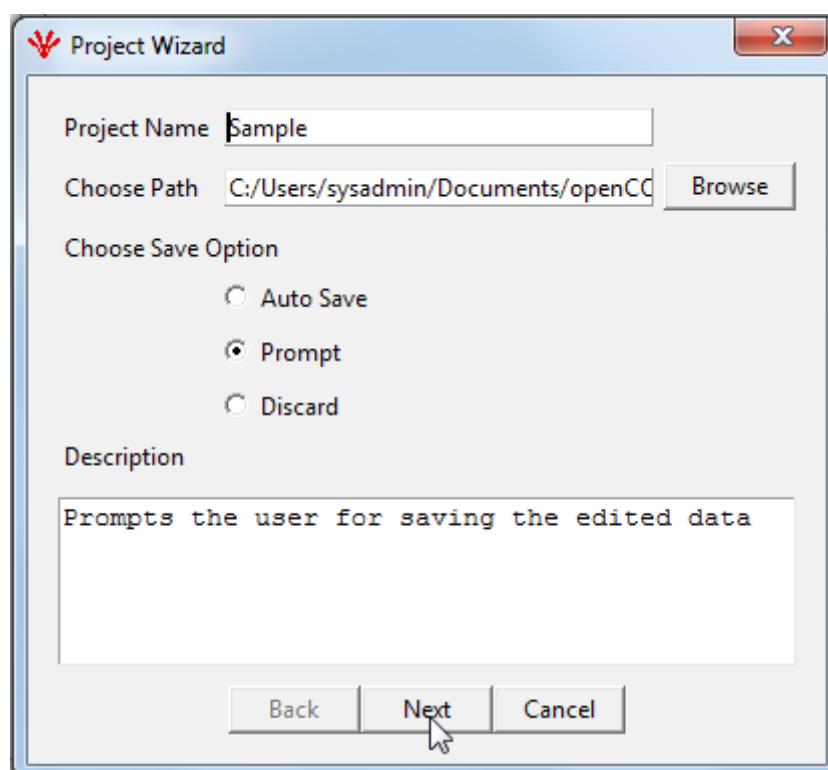 Project Wizard
Project Name Sample
Choose Path C:/Users/sysadmin/Documents/openCO Browse
Choose Save Option
Auto Save
Prompt
Discard
Description
Prompts the user for saving the edited data
Back Next Cancel